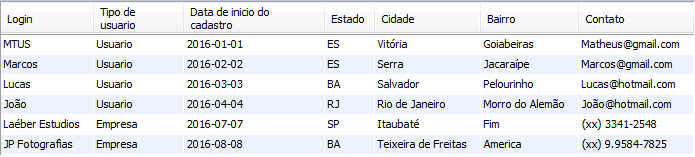 Login Tipo de usuario Data de inicio do cadastro Estado Cidade Bairro Contato
MTUS Usuario 2016-01-01 ES Vitória Goiabeiras Matheus@gmail.com
Marcos Usuario 2016-02-02 ES Serra Jacaraípe Marcos@gmail.com
Lucas Usuario 2016-03-03 BA Salvador Pelourinho Lucas@hotmail.com
João Usuario 2016-04-04 RJ Rio de Janeiro Morro do Alemão João@hotmail.com
Laéber Estudios Empresa 2016-07-07 SP Itaubaté Fim (xx) 3341-2548
JP Fotografias Empresa 2016-08-08 BA Teixeira de Freitas America (xx) 9.9584-7825